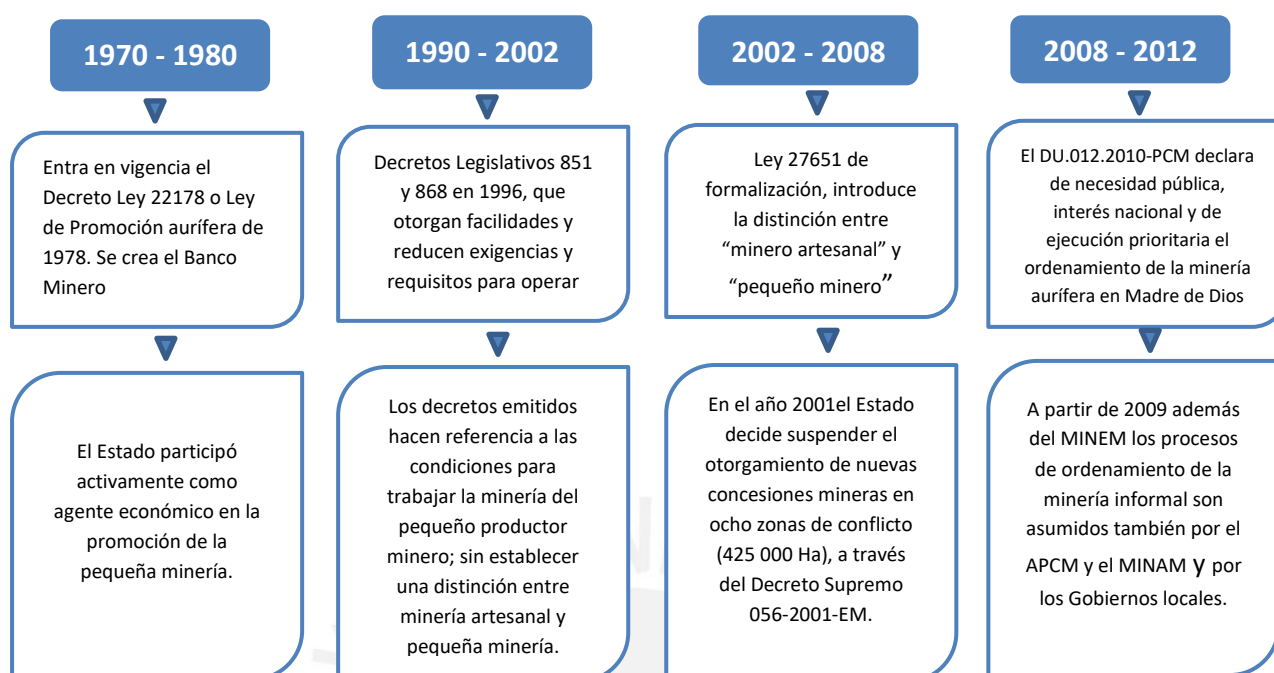 1970 - 1980
Entra en vigencia el
Decreto Ley 22178 o Ley
de Promoción aurífera de
1978. Se crea el Banco
Minero
El Estado participó
activamente como
agente económico en la
promoción de la
pequeña minería.
1990 - 2002
Decretos Legislativos 851
y 868 en 1996, que
otorgan facilidades y
reducen exigencias y
requisitos para operar
Los decretos emitidos
hacen referencia a las
condiciones para
trabajar la minería del
pequeño productor
minero; sin establecer
una distinción entre
minería artesanal y
pequeña minería.
2002 - 2008
Ley 27651 de
formalización, introduce
la distinción entre
“minero artesanal” y
“pequeño minero”
En el año 2001el Estado
decide suspender el
otorgamiento de nuevas
concesiones mineras en
ocho zonas de conflicto
(425 000 Ha), a través
del Decreto Supremo
056-2001-EM.
2008 - 2012
El DU.012.2010-PCM declara
de necesidad pública,
interés nacional y de
ejecución prioritaria el
ordenamiento de la minería
aurífera en Madre de Dios
A partir de 2009 además
del MINEM los procesos
de ordenamiento de la
minería informal son
asumidos también por el
APCM y el MINAM y por
los Gobiernos locales.